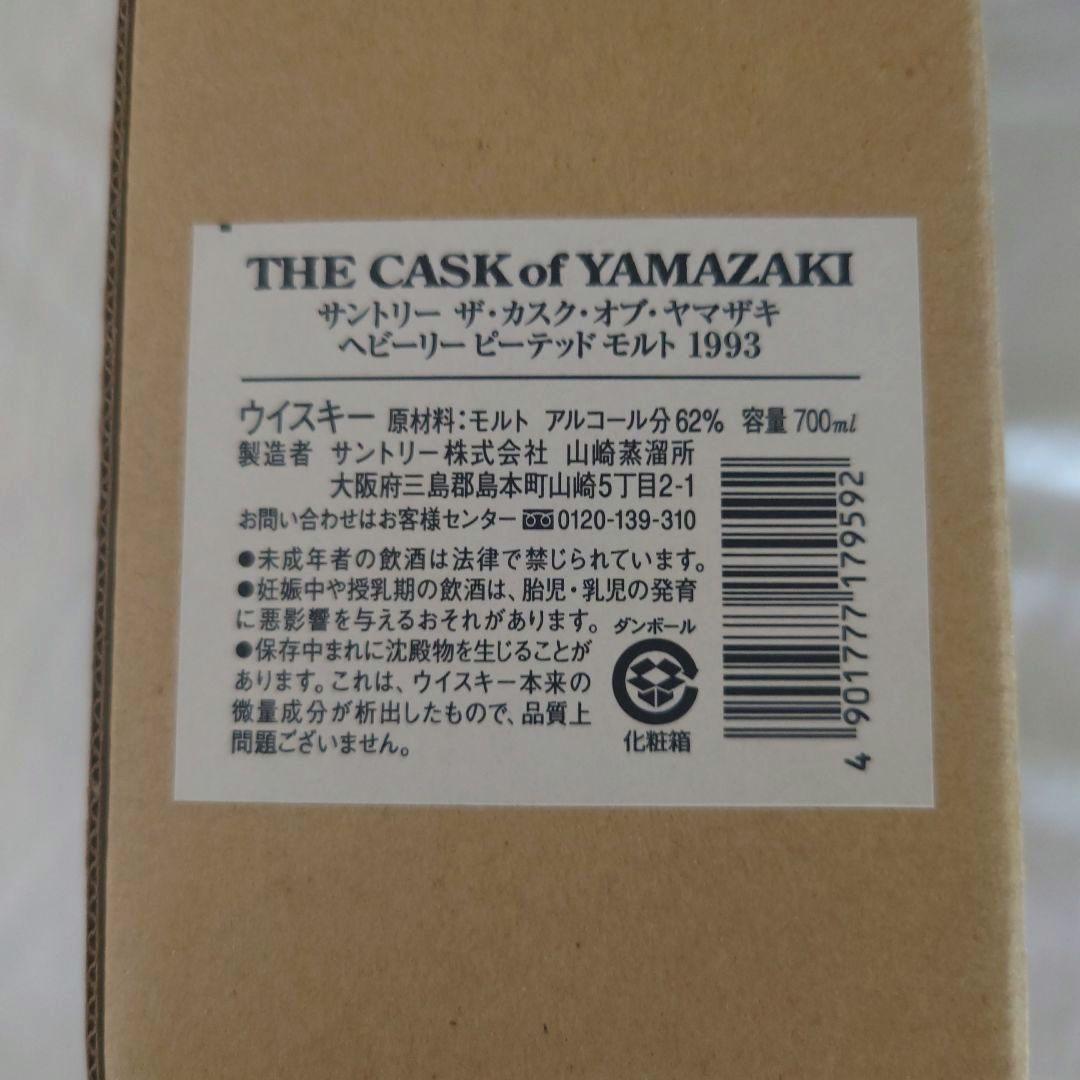 THE CASK of YAMAZAKI
サントリー ザ・カスク・オブ・ヤマザキ
ヘビーリー ピーテッド モルト 1993
ウイスキー 原材料：モルト アルコール分62% 容量 700ml
製造者 サントリー株式会社 山崎蒸溜所
大阪府三島郡島本町山崎5丁目2-1
お問い合わせはお客様センター 0120-139-310
●未成年者の飲酒は法律で禁じられています。
●妊娠中や授乳期の飲酒は、胎児・乳児の発育
に悪影響を与えるおそれがあります。
●保存中まれに沈殿物を生じることが
あります。これは、ウイスキー本来の
微量成分が析出したもので、品質上
問題ございません。
ダンボール
化粧箱
4 901777 179592